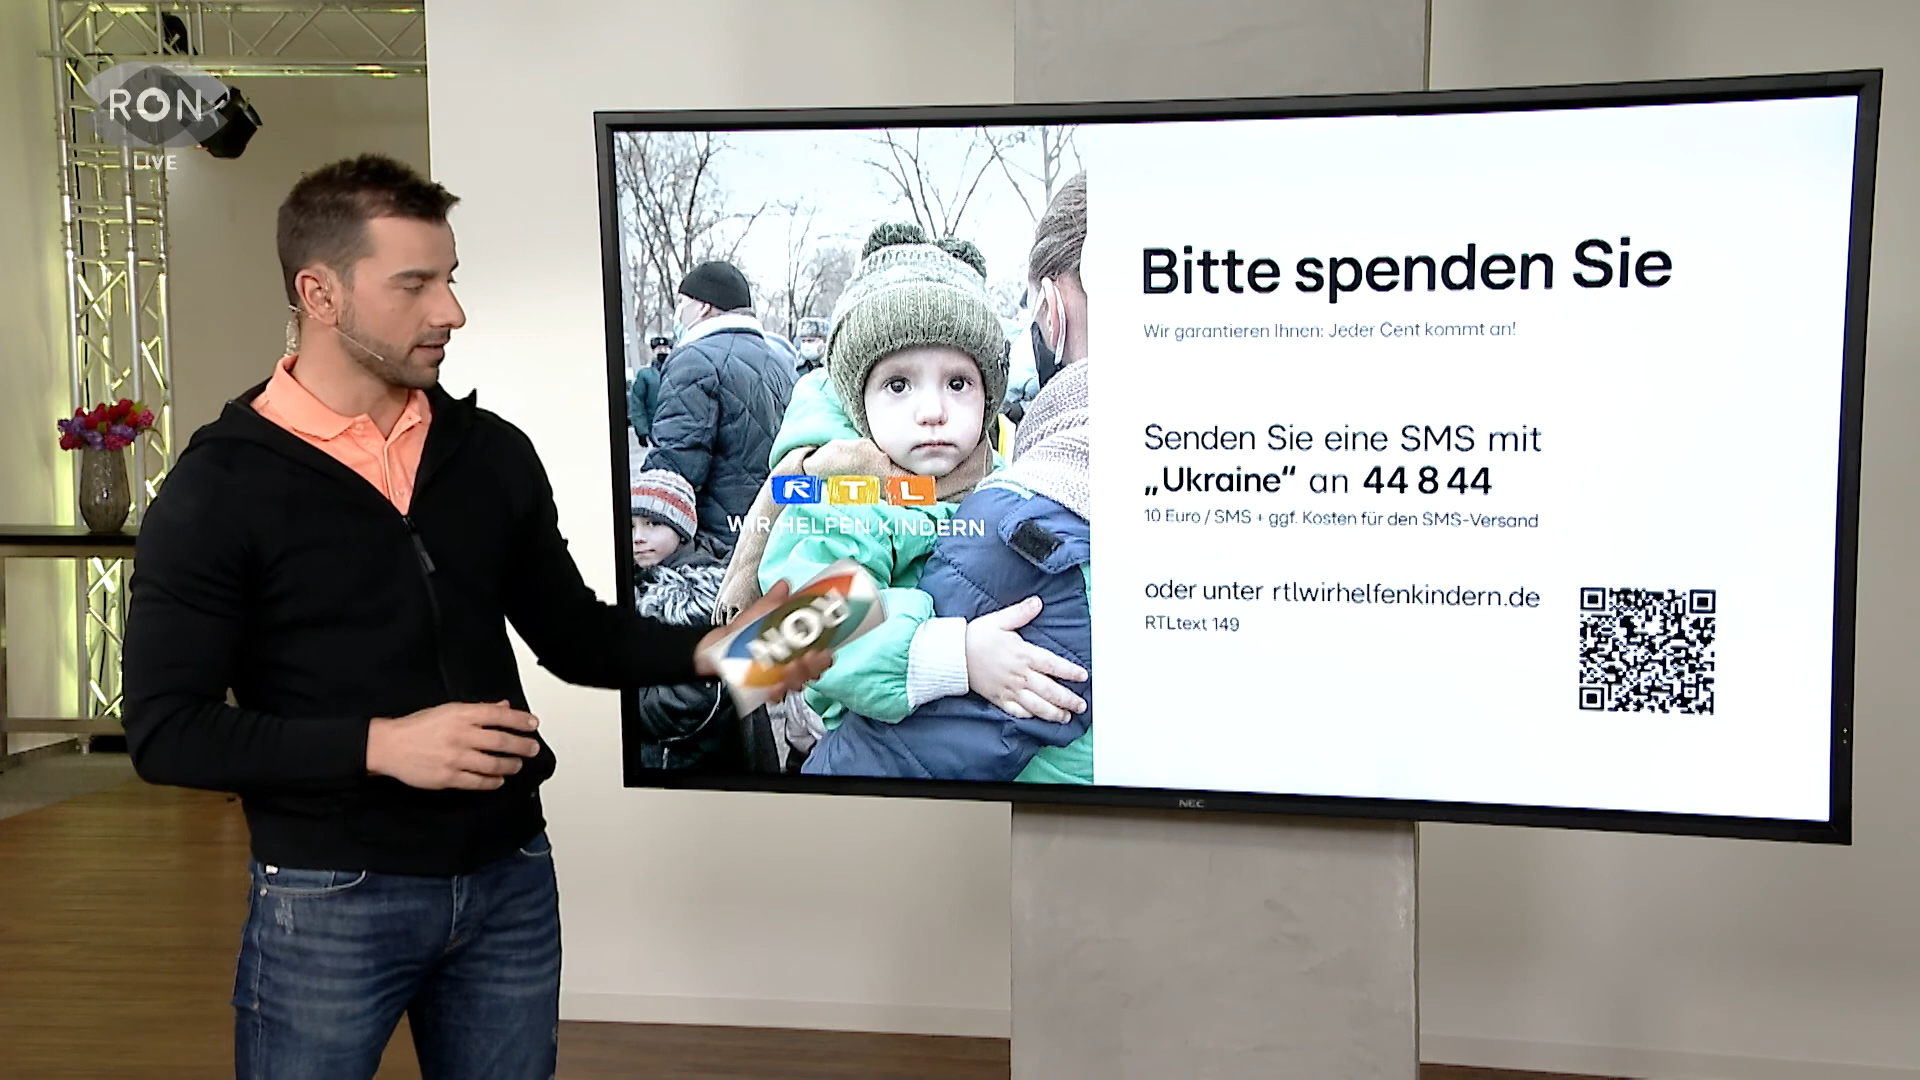 RON
LIVE
Bitte spenden Sie
Wir garantieren Ihnen: Jeder Cent kommt an!
Senden Sie eine SMS mit
„Ukraine“ an 44 8 44
10 Euro / SMS + ggf. Kosten für den SMS-Versand
oder unter rtlwirhelfenkindern.de
RTLtext 149
RTL
WIR HELFEN KINDERN
RON
NEC